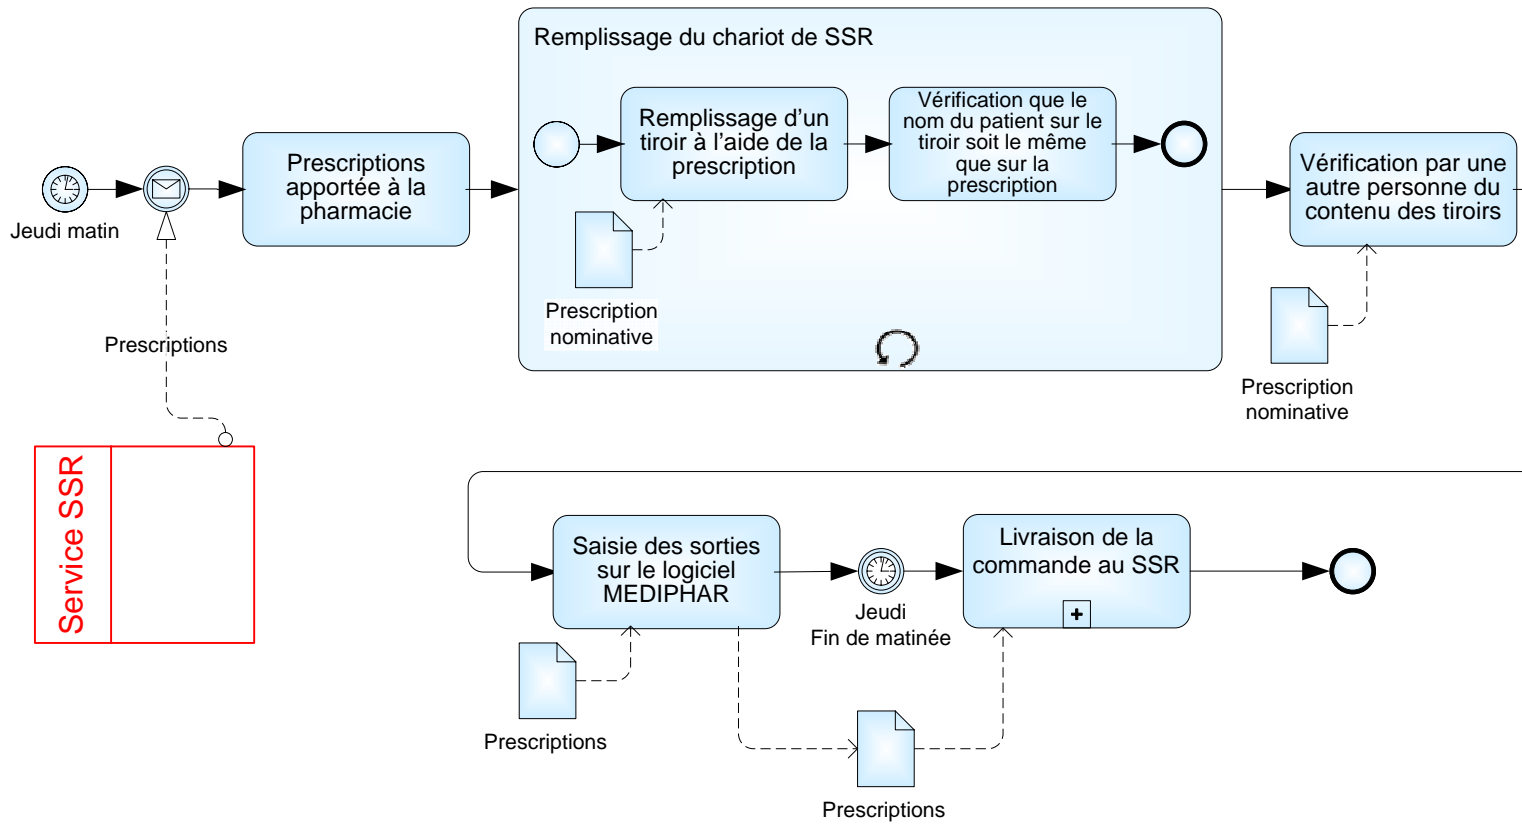 Remplissage du chariot de SSR
Remplissage d'un
tiroir à l'aide de la
prescription
Vérification que le
nom du patient sur le
tiroir soit le même
que sur la
prescription
Prescriptions
apportée à la
pharmacie
Vérification par une
autre personne du
contenu des tiroirs
Jeudi matin
Prescription
nominative
Prescriptions
Prescription
nominative
Service SSR
Saisie des sorties
sur le logiciel
MEDIPHAR
Jeudi
Fin de matinée
Livraison de la
commande au SSR
Prescriptions
Prescriptions